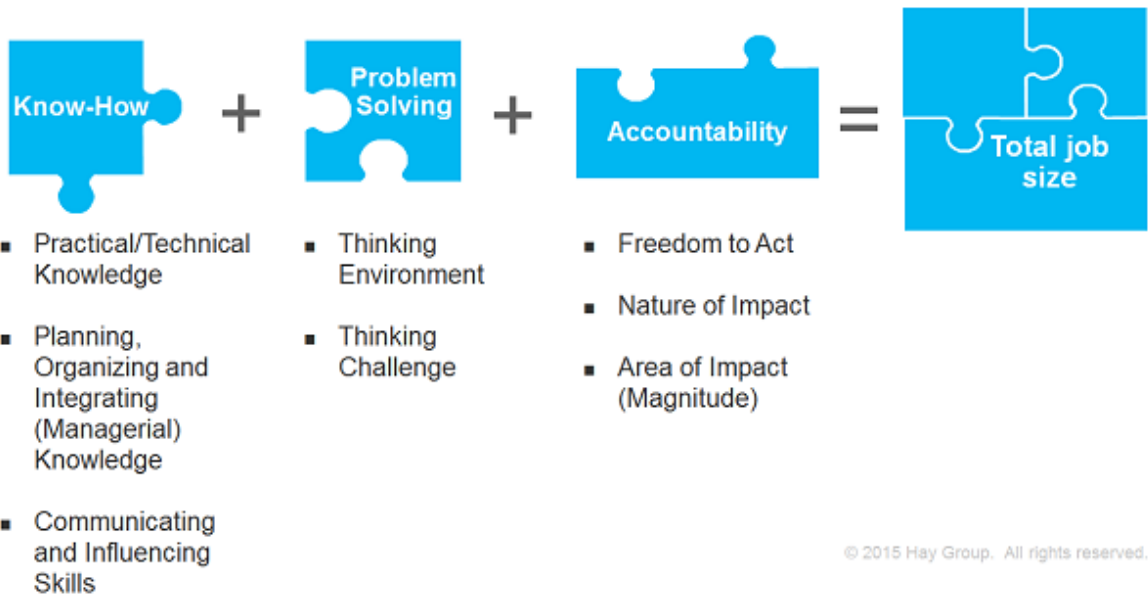 Know-How
+
Problem
Solving
+
Accountability
=
Total job
size
▪ Practical/Technical
Knowledge
▪ Planning,
Organizing and
Integrating
(Managerial)
Knowledge
▪ Communicating
and Influencing
Skills
▪ Thinking
Environment
▪ Thinking
Challenge
▪ Freedom to Act
▪ Nature of Impact
▪ Area of Impact
(Magnitude)
© 2015 Hay Group. All rights reserved.